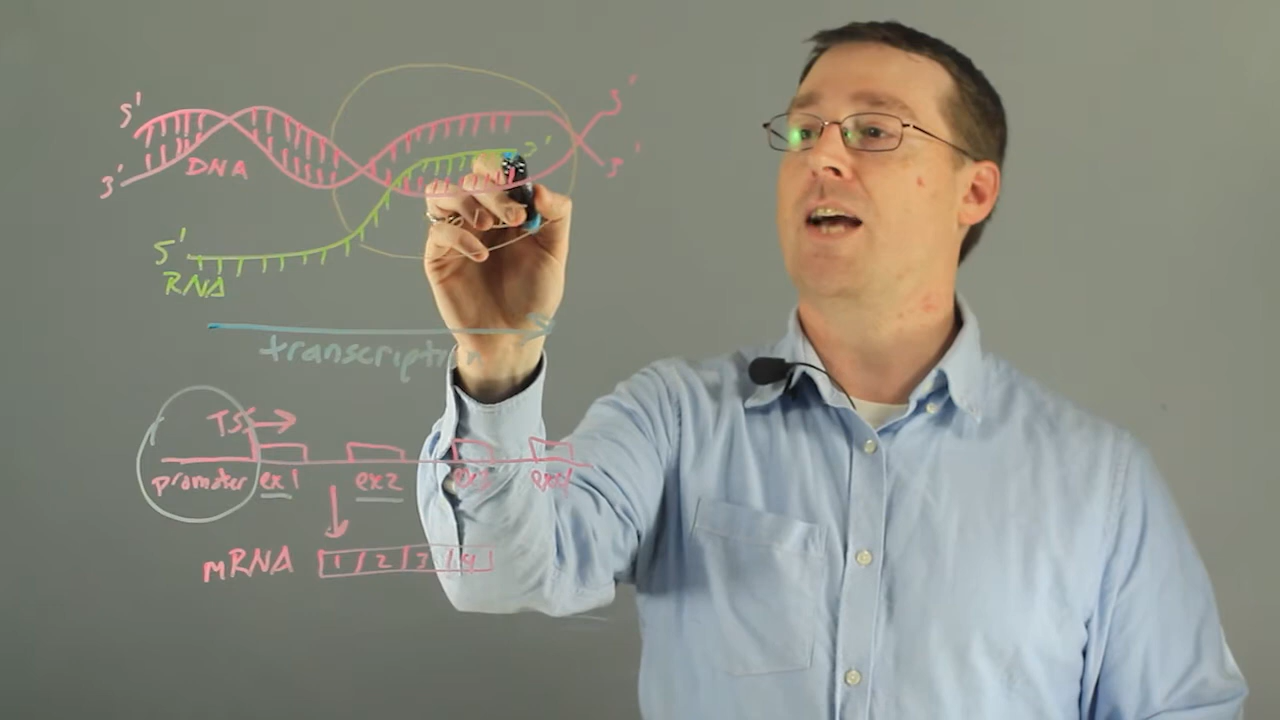 5' 3'
3' DNA 3' 5'
5'
RNA
transcription
TSS
promoter ex1 ex2 ex3 ex4
mRNA 1 2 3 4